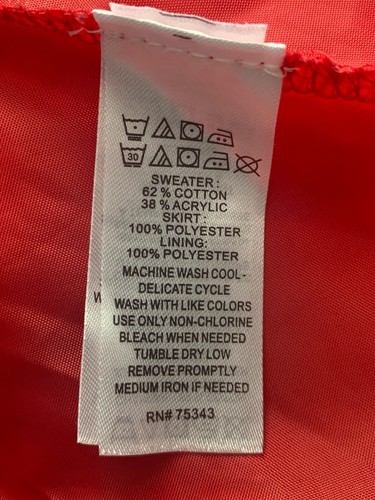 30
SWEATER :
62 % COTTON
38 % ACRYLIC
SKIRT :
100% POLYESTER
LINING:
100% POLYESTER
MACHINE WASH COOL -
DELICATE CYCLE
WASH WITH LIKE COLORS
USE ONLY NON-CHLORINE
BLEACH WHEN NEEDED
TUMBLE DRY LOW
REMOVE PROMPTLY
MEDIUM IRON IF NEEDED
RN# 75343